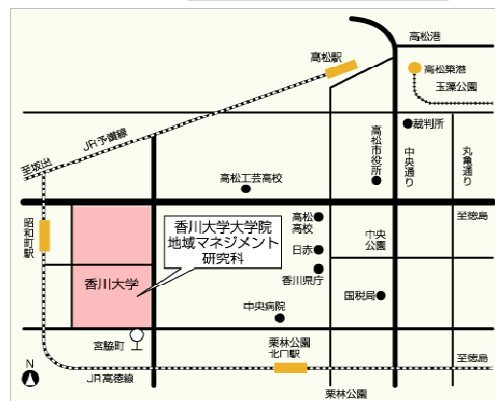 高松港
高松駅
高松築港
玉藻公園
JR予讃線
裁判所
至坂出
高松工芸高校
高松市役所
中央通り
丸亀通り
昭和町駅
香川大学大学院
地域マネジメント
研究科
高松
高校
至徳島
日赤
中央
公園
香川県庁
香川大学
国税局
中央病院
宮脇町
栗林公園
北口駅
至徳島
N
JR高徳線
栗林公園